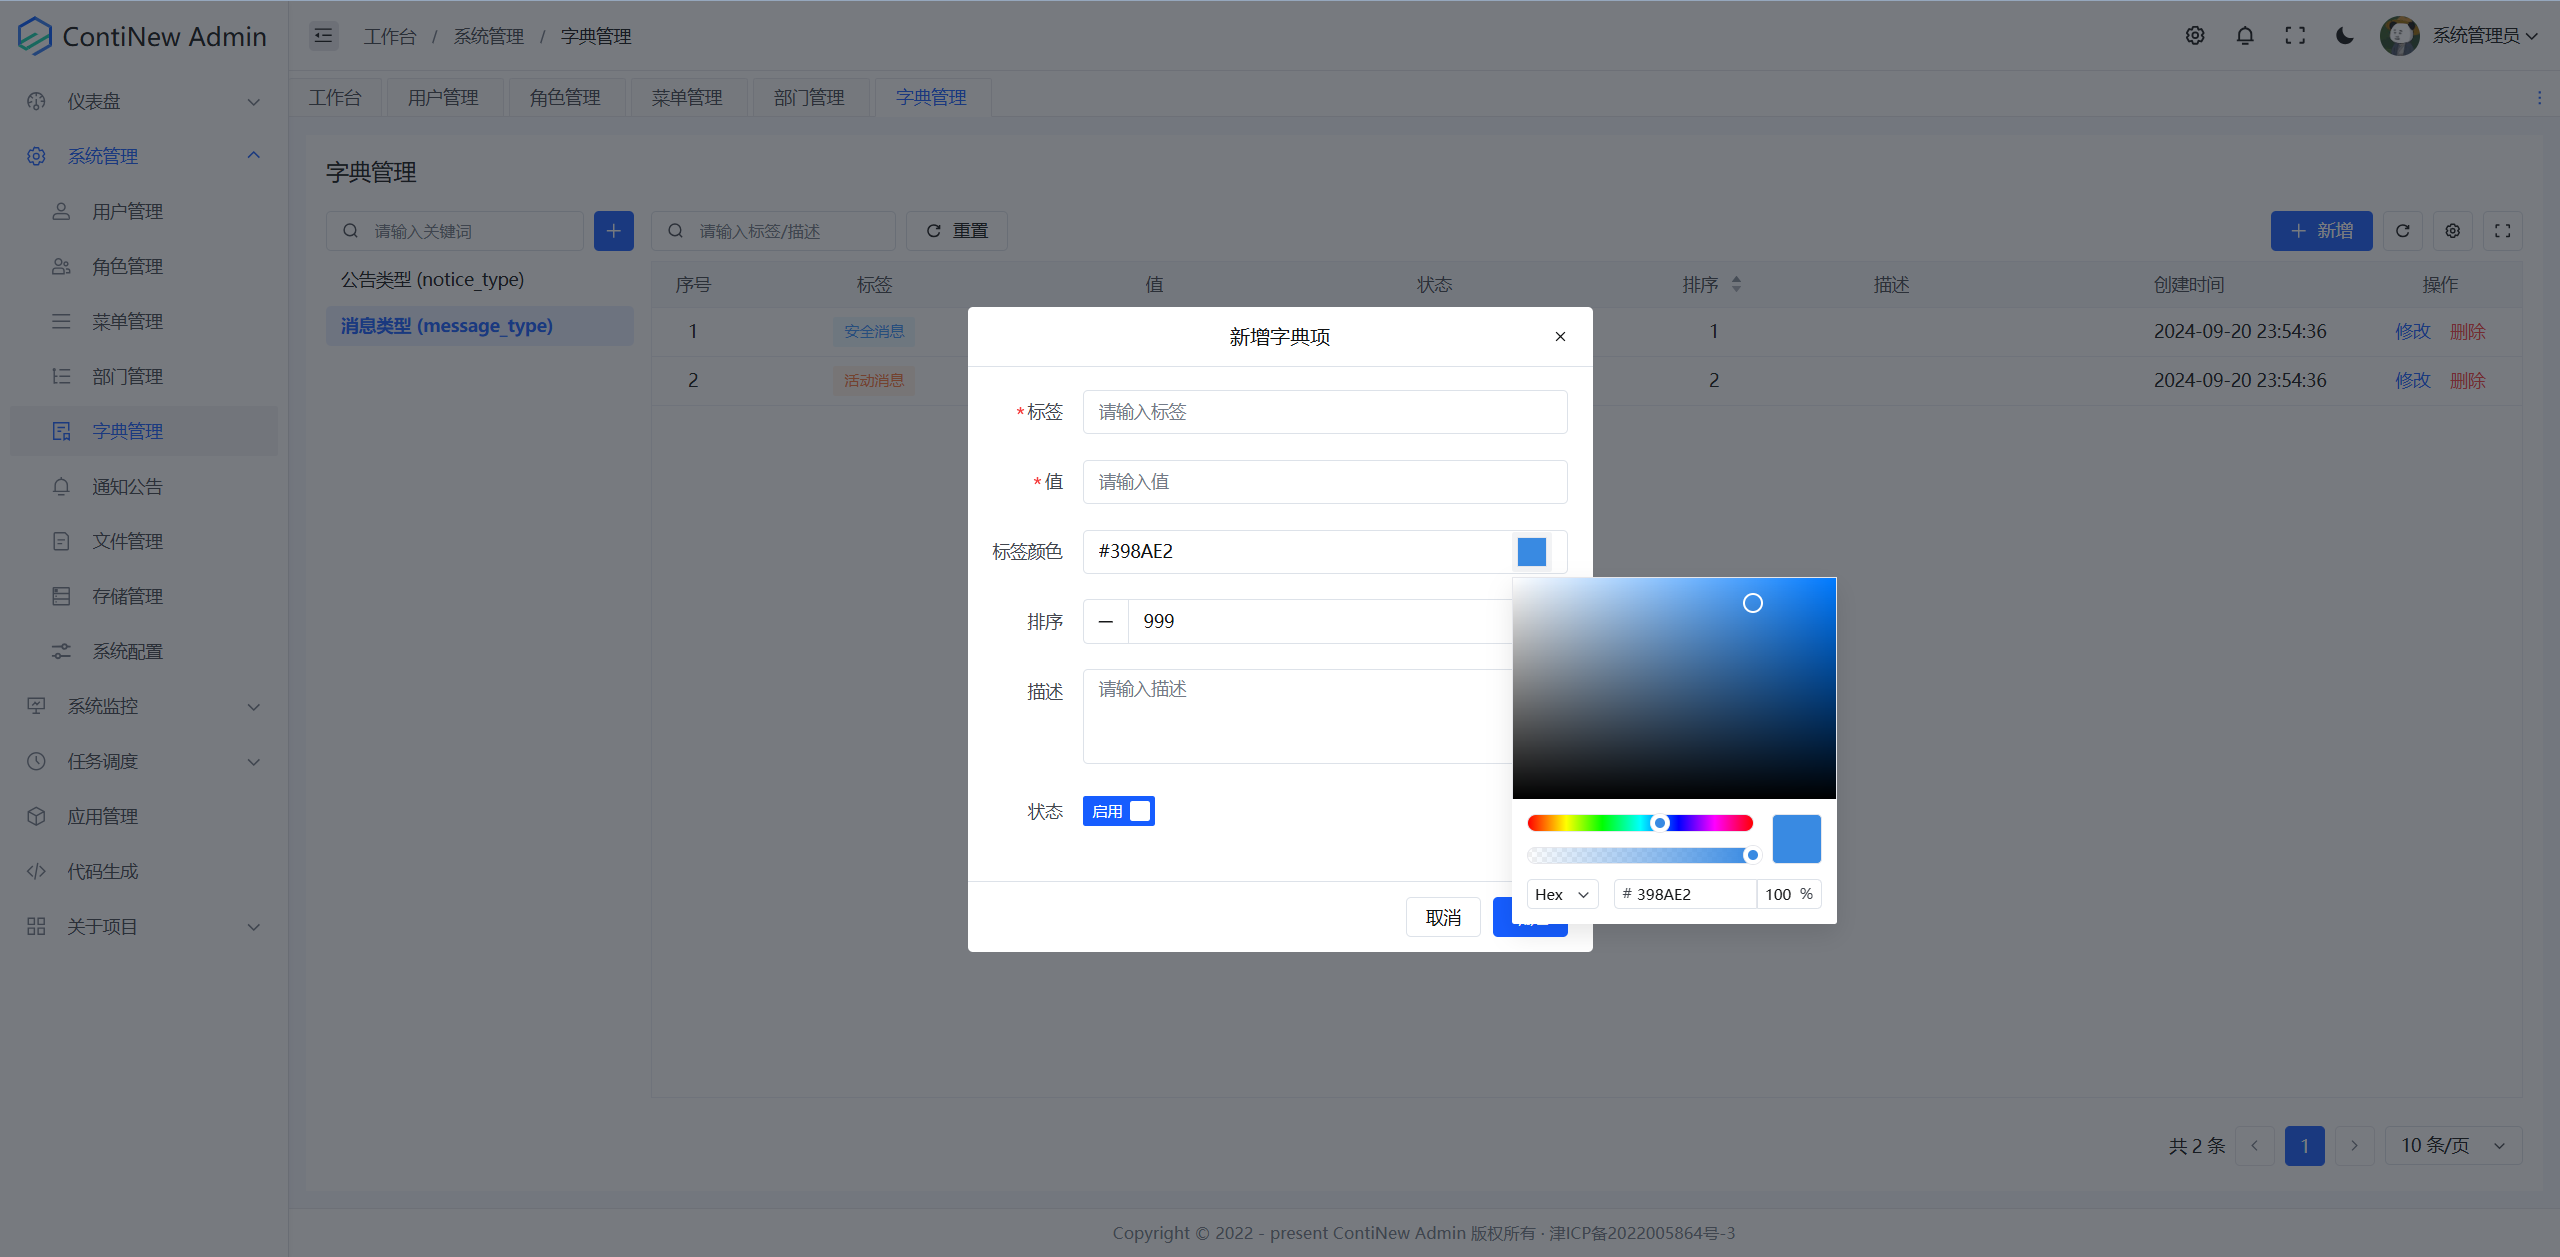 ContiNew Admin
工作台 / 系统管理 / 字典管理
系统管理员
仪表盘
系统管理
用户管理
角色管理
菜单管理
部门管理
字典管理
通知公告
文件管理
存储管理
系统配置
系统监控
任务调度
应用管理
代码生成
关于项目
工作台 用户管理 角色管理 菜单管理 部门管理 字典管理
字典管理
请输入关键词
公告类型 (notice_type)
消息类型 (message_type)
请输入标签/描述 重置 新增
序号 标签 值 状态 排序 描述 创建时间 操作
1 安全消息 1 2024-09-20 23:54:36 修改 删除
2 活动消息 2 2024-09-20 23:54:36 修改 删除
新增字典项
*标签 请输入标签
*值 请输入值
标签颜色 #398AE2
排序 999
描述 请输入描述
状态 启用
取消
Hex # 398AE2 100 %
共 2 条 1 10 条/页
Copyright © 2022 - present ContiNew Admin 版权所有 · 津ICP备2022005864号-3